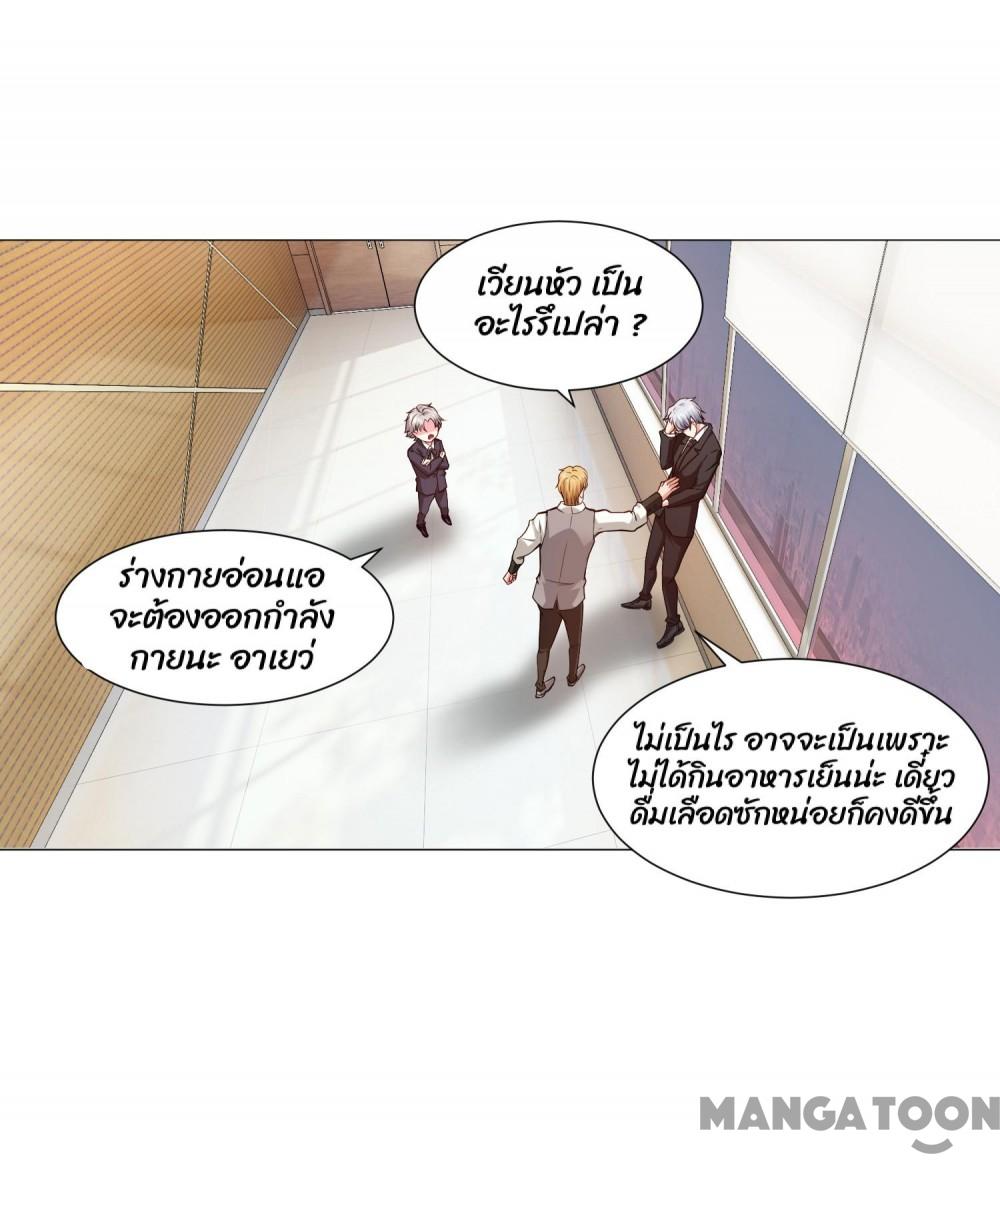 เวียนหัว เป็น
อะไรรึเปล่า ?
ร่างกายอ่อนแอ
จะต้องออกกำลัง
กายนะ อาเยว่
ไม่เป็นไร อาจจะเป็นเพราะ
ไม่ได้กินอาหารเย็นน่ะ เดี๋ยว
ดื่มเลือดซักหน่อยก็คงดีขึ้น
MANGATOON